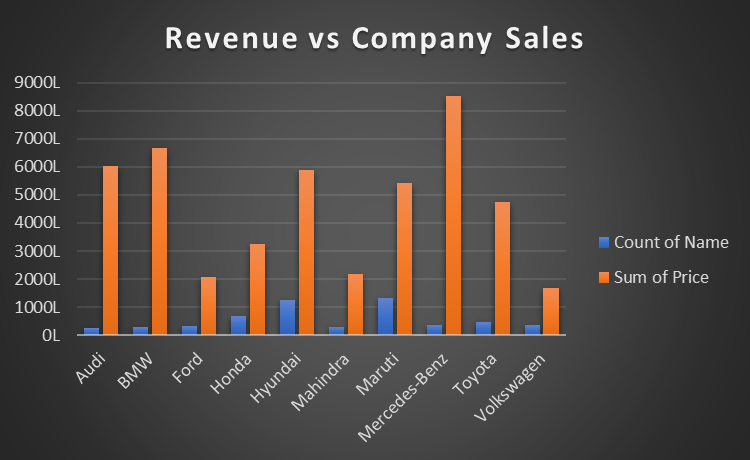 Revenue vs Company Sales
9000L
8000L
7000L
6000L
5000L
4000L
3000L
2000L
1000L
0L
Audi
BMW
Ford
Honda
Hyundai
Mahindra
Maruti
Mercedes-Benz
Toyota
Volkswagen
Count of Name
Sum of Price